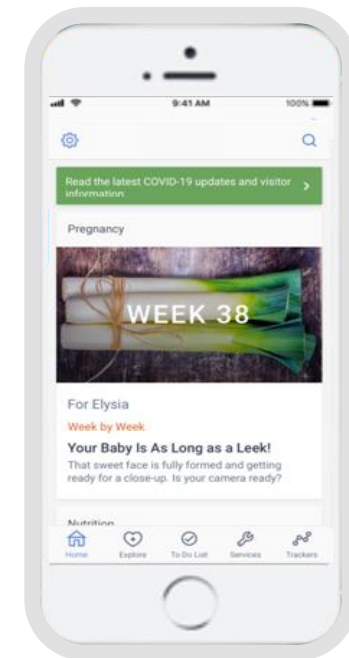 9:41 AM
100%
Read the latest COVID-19 updates and visitor
information
Pregnancy
WEEK 38
For Elysia
Week by Week
Your Baby Is As Long as a Leek!
That sweet face is fully formed and getting
ready for a close-up. Is your camera ready?
Nutrition
Home
Explore
To Do List
Services
Trackers